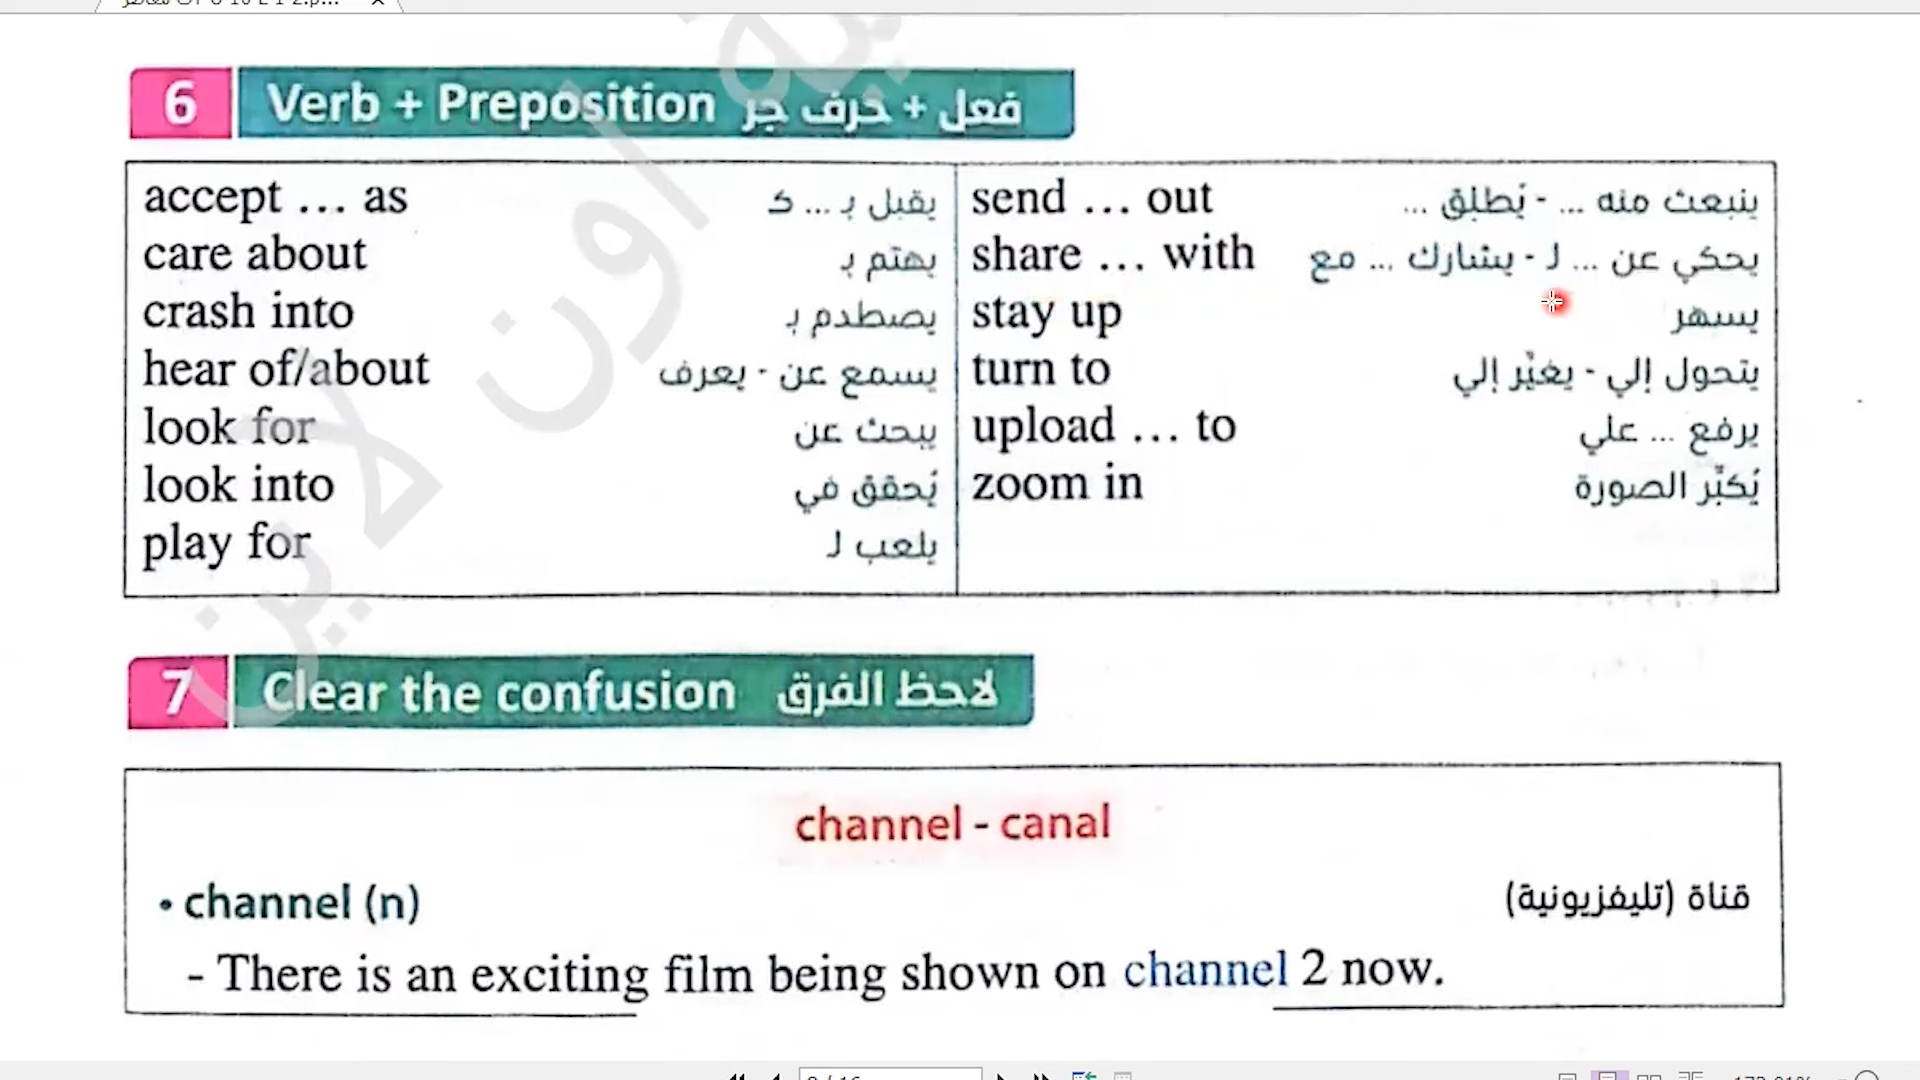 6 Verb + Preposition فعل + حرف جر
accept … as يقبل بـ … كـ
care about يهتم بـ
crash into يصطدم بـ
hear of/about يسمع عن - يعرف
look for يبحث عن
look into يُحقق في
play for يلعب لـ
send … out ينبعث منه … - يُطلِق …
share … with يحكي عن … لـ - يشارك … مع
stay up يسهر
turn to يتحول إلي - يغيّر إلي
upload … to يرفع … علي
zoom in يُكبّر الصورة
7 Clear the confusion لاحظ الفرق
channel - canal
• channel (n) قناة (تليفزيونية)
- There is an exciting film being shown on channel 2 now.